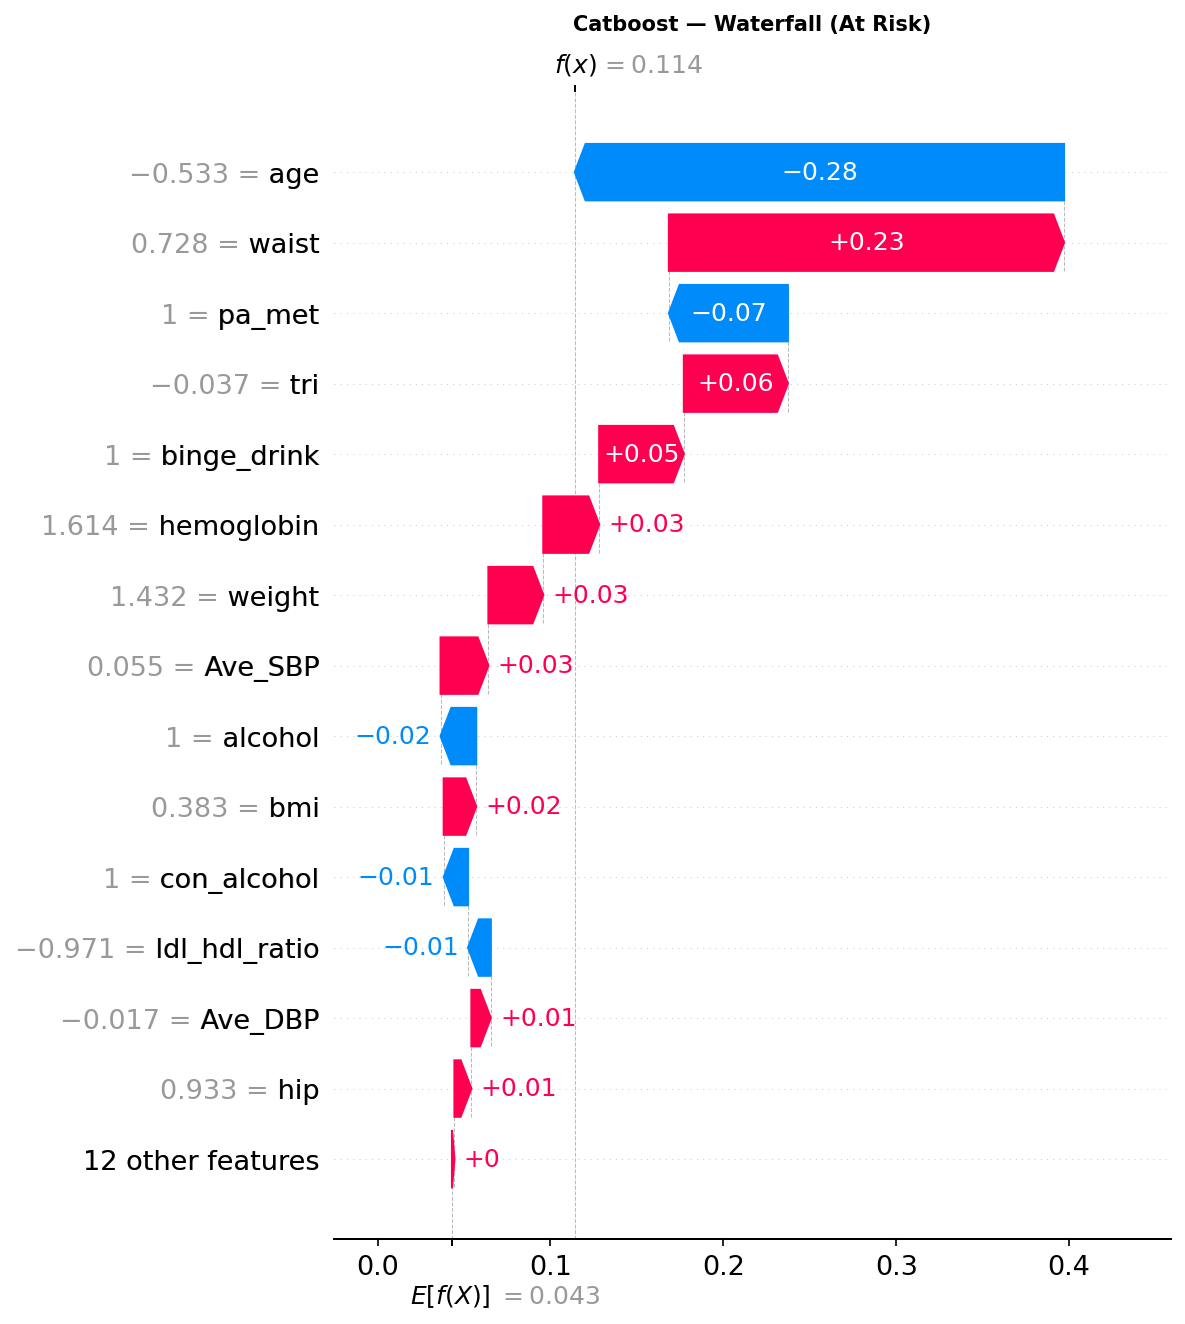 Catboost — Waterfall (At Risk)
f(x) = 0.114
−0.533 = age −0.28
0.728 = waist +0.23
1 = pa_met −0.07
−0.037 = tri +0.06
1 = binge_drink +0.05
1.614 = hemoglobin +0.03
1.432 = weight +0.03
0.055 = Ave_SBP +0.03
1 = alcohol −0.02
0.383 = bmi +0.02
1 = con_alcohol −0.01
−0.971 = ldl_hdl_ratio −0.01
−0.017 = Ave_DBP +0.01
0.933 = hip +0.01
12 other features +0
0.0 0.1 0.2 0.3 0.4
E[f(X)] = 0.043